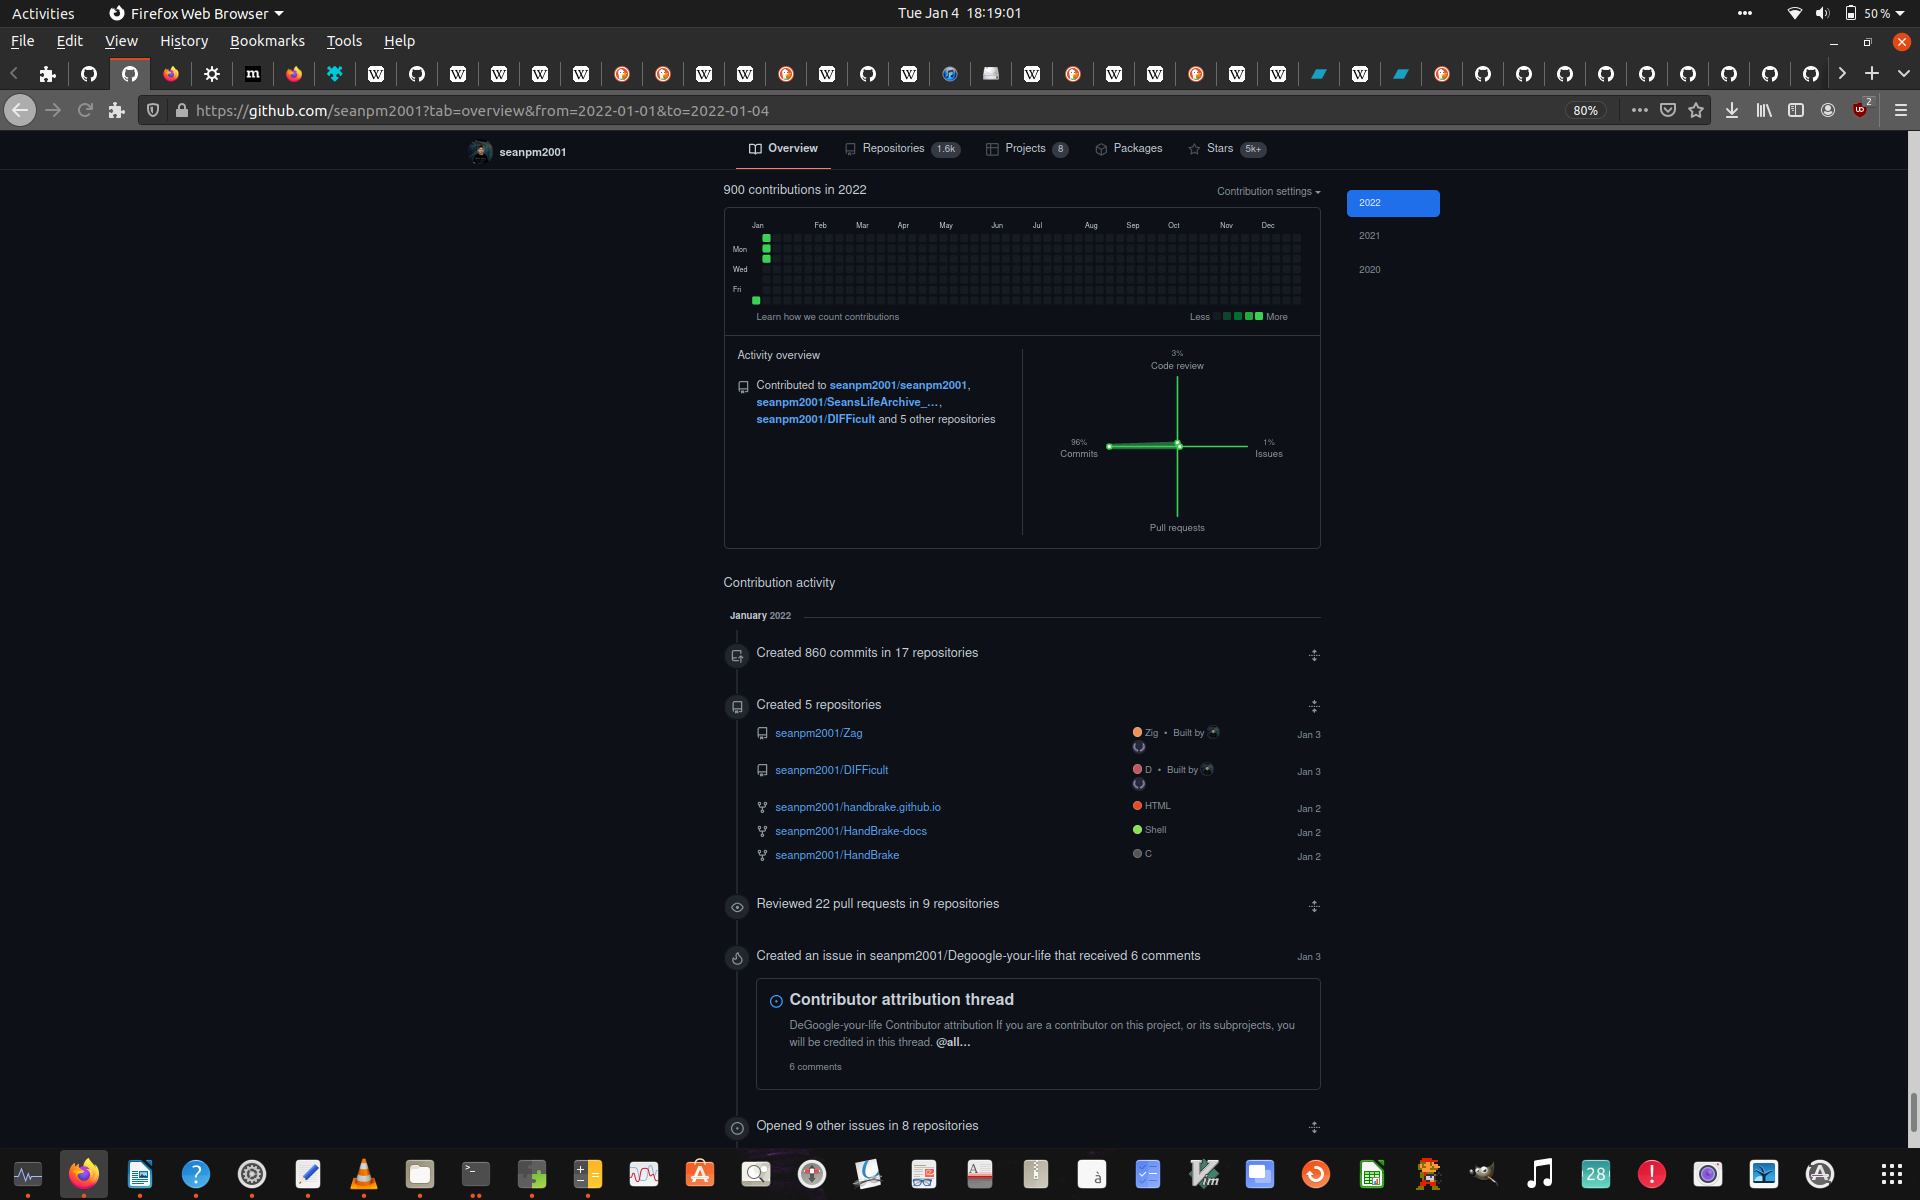 Activities
Firefox Web Browser
Tue Jan 4 18:19:01
50 %
File Edit View History Bookmarks Tools Help
https://github.com/seanpm2001?tab=overview&from=2022-01-01&to=2022-01-04
80%
2
seanpm2001
Overview
Repositories 1.6k
Projects 8
Packages
Stars 5k+
900 contributions in 2022
Contribution settings
2022
2021
2020
Jan Feb Mar Apr May Jun Jul Aug Sep Oct Nov Dec
Mon
Wed
Fri
Learn how we count contributions
Less More
Activity overview
Contributed to seanpm2001/seanpm2001,
seanpm2001/SeansLifeArchive_...,
seanpm2001/DIFFicult and 5 other repositories
3%
Code review
96%
Commits
1%
Issues
Pull requests
Contribution activity
January 2022
Created 860 commits in 17 repositories
Created 5 repositories
seanpm2001/Zag Zig • Built by Jan 3
seanpm2001/DIFFicult D • Built by Jan 3
seanpm2001/handbrake.github.io HTML Jan 2
seanpm2001/HandBrake-docs Shell Jan 2
seanpm2001/HandBrake C Jan 2
Reviewed 22 pull requests in 9 repositories
Created an issue in seanpm2001/Degoogle-your-life that received 6 comments Jan 3
Contributor attribution thread
DeGoogle-your-life Contributor attribution If you are a contributor on this project, or its subprojects, you
will be credited in this thread. @all...
6 comments
Opened 9 other issues in 8 repositories
28